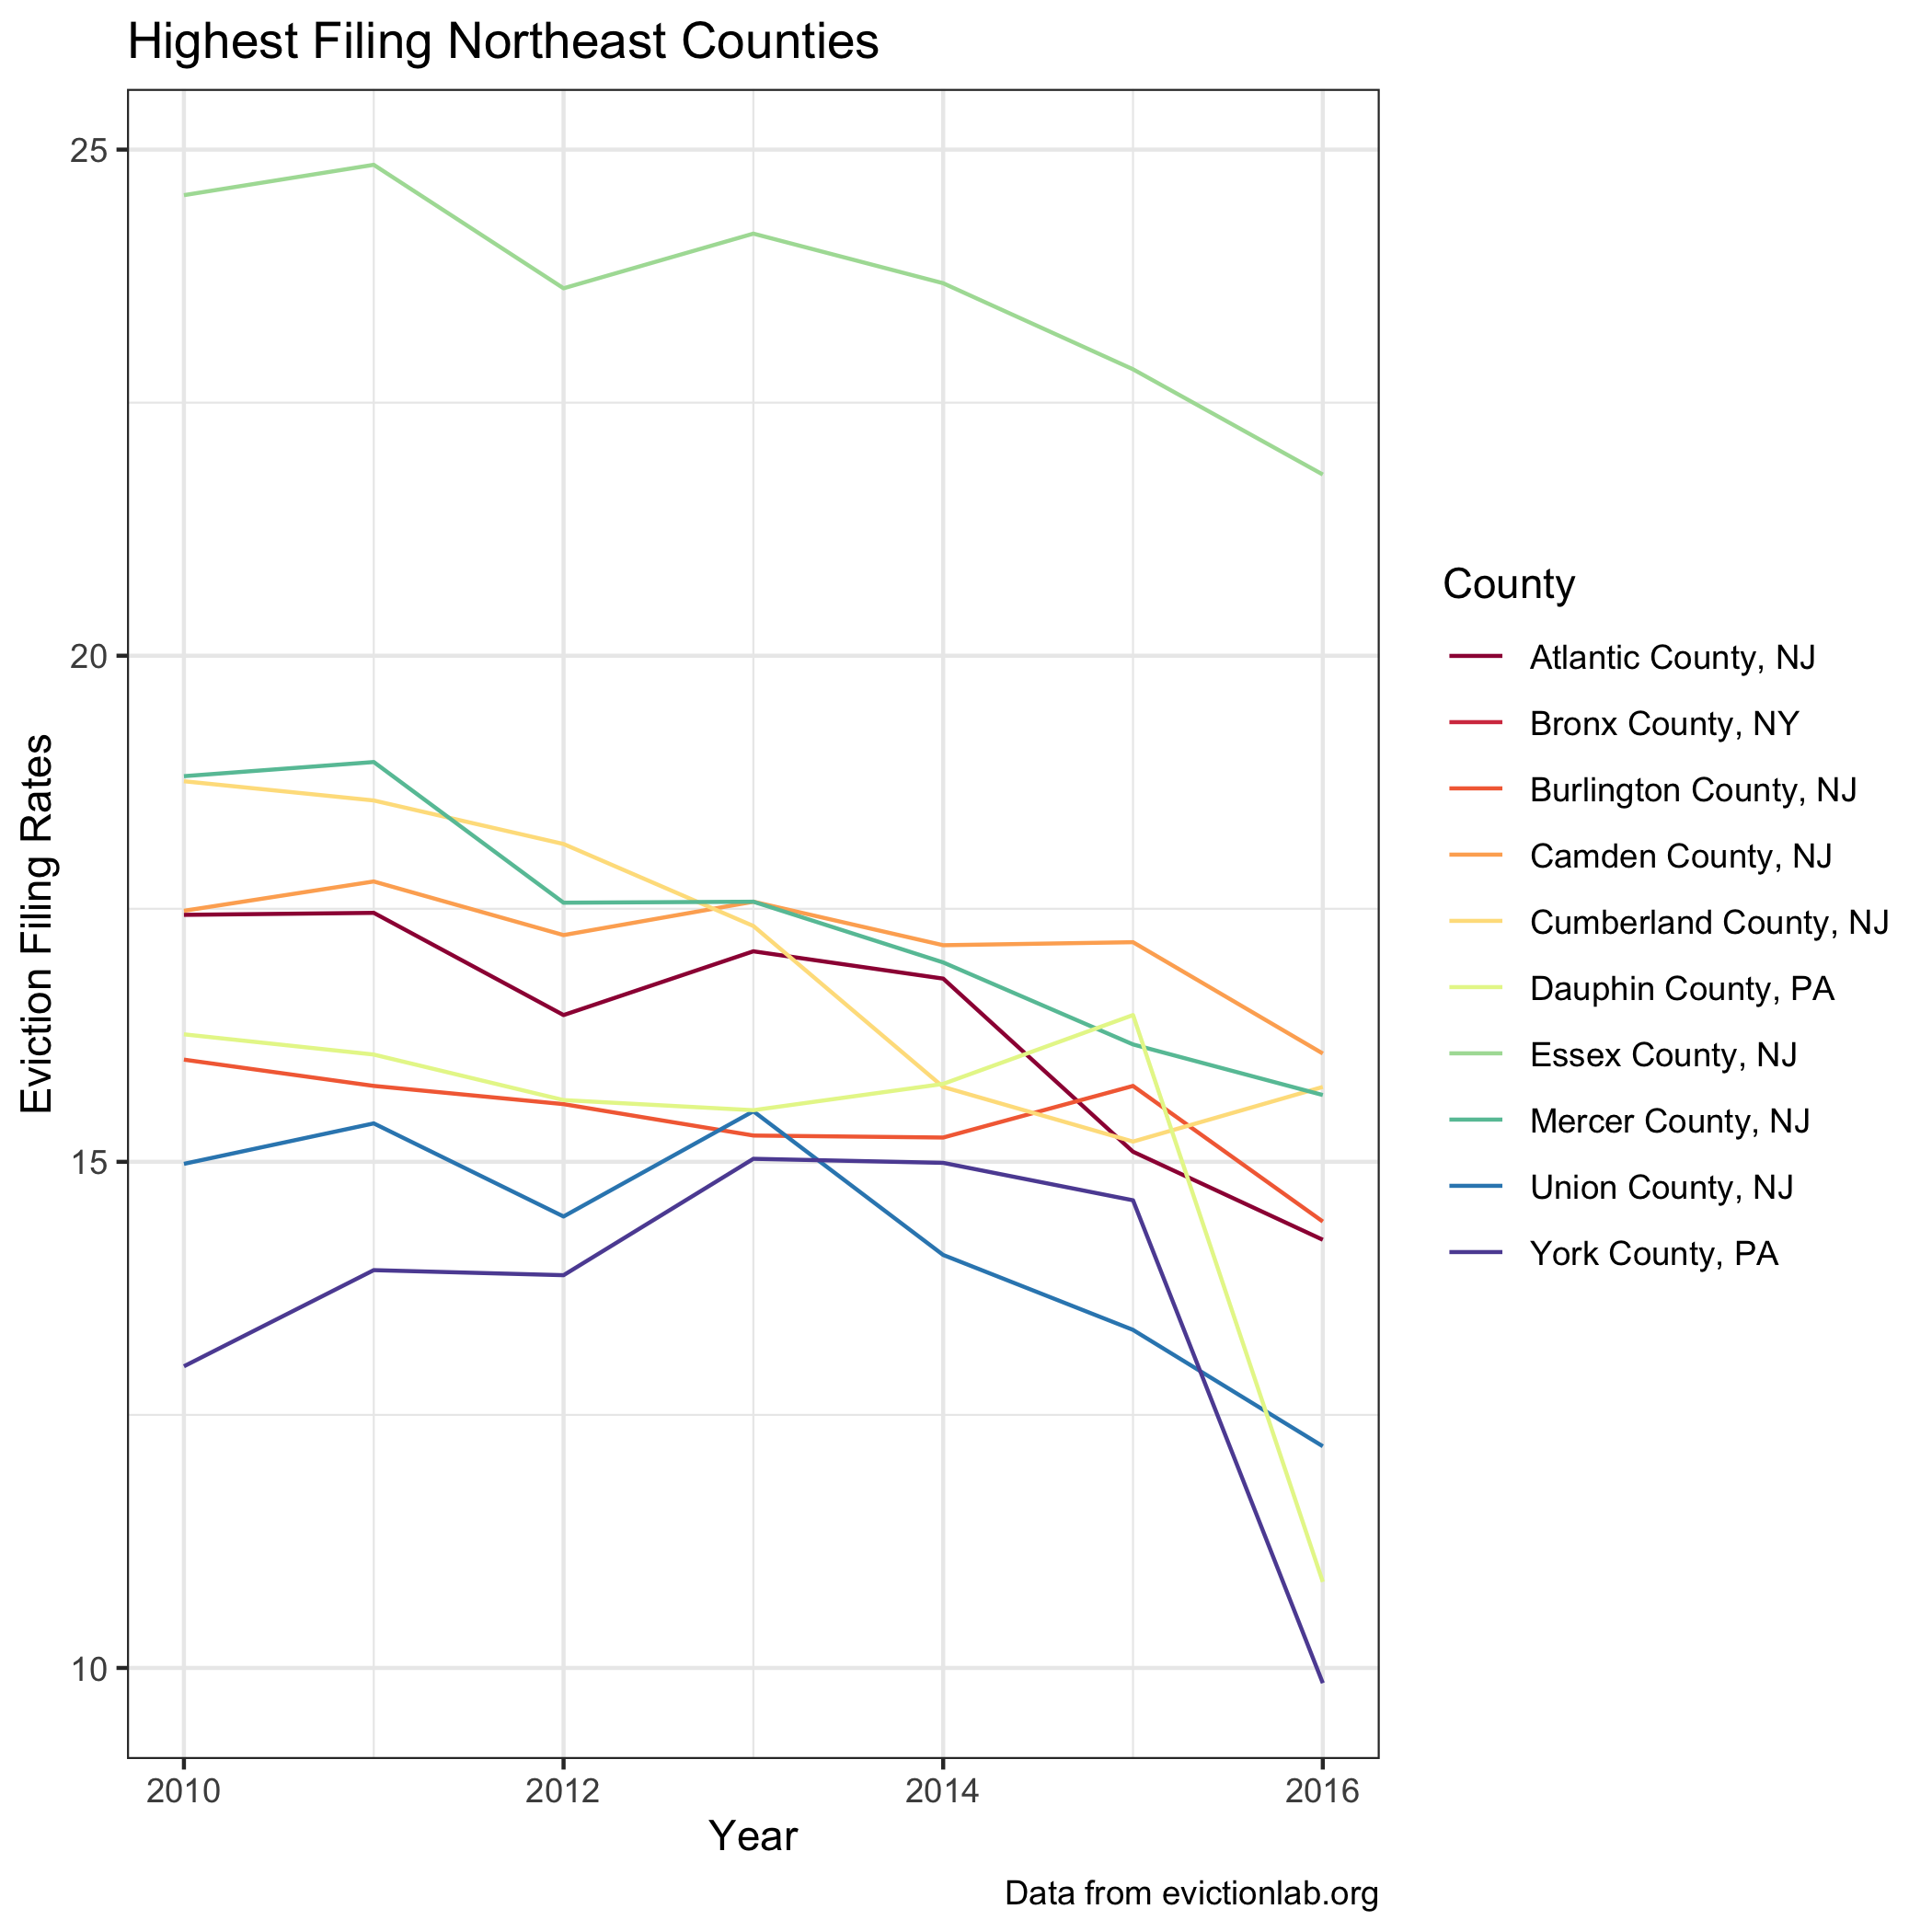 Highest Filing Northeast Counties
25
20
15
10
Eviction Filing Rates
2010
2012
2014
2016
Year
County
Atlantic County, NJ
Bronx County, NY
Burlington County, NJ
Camden County, NJ
Cumberland County, NJ
Dauphin County, PA
Essex County, NJ
Mercer County, NJ
Union County, NJ
York County, PA
Data from evictionlab.org